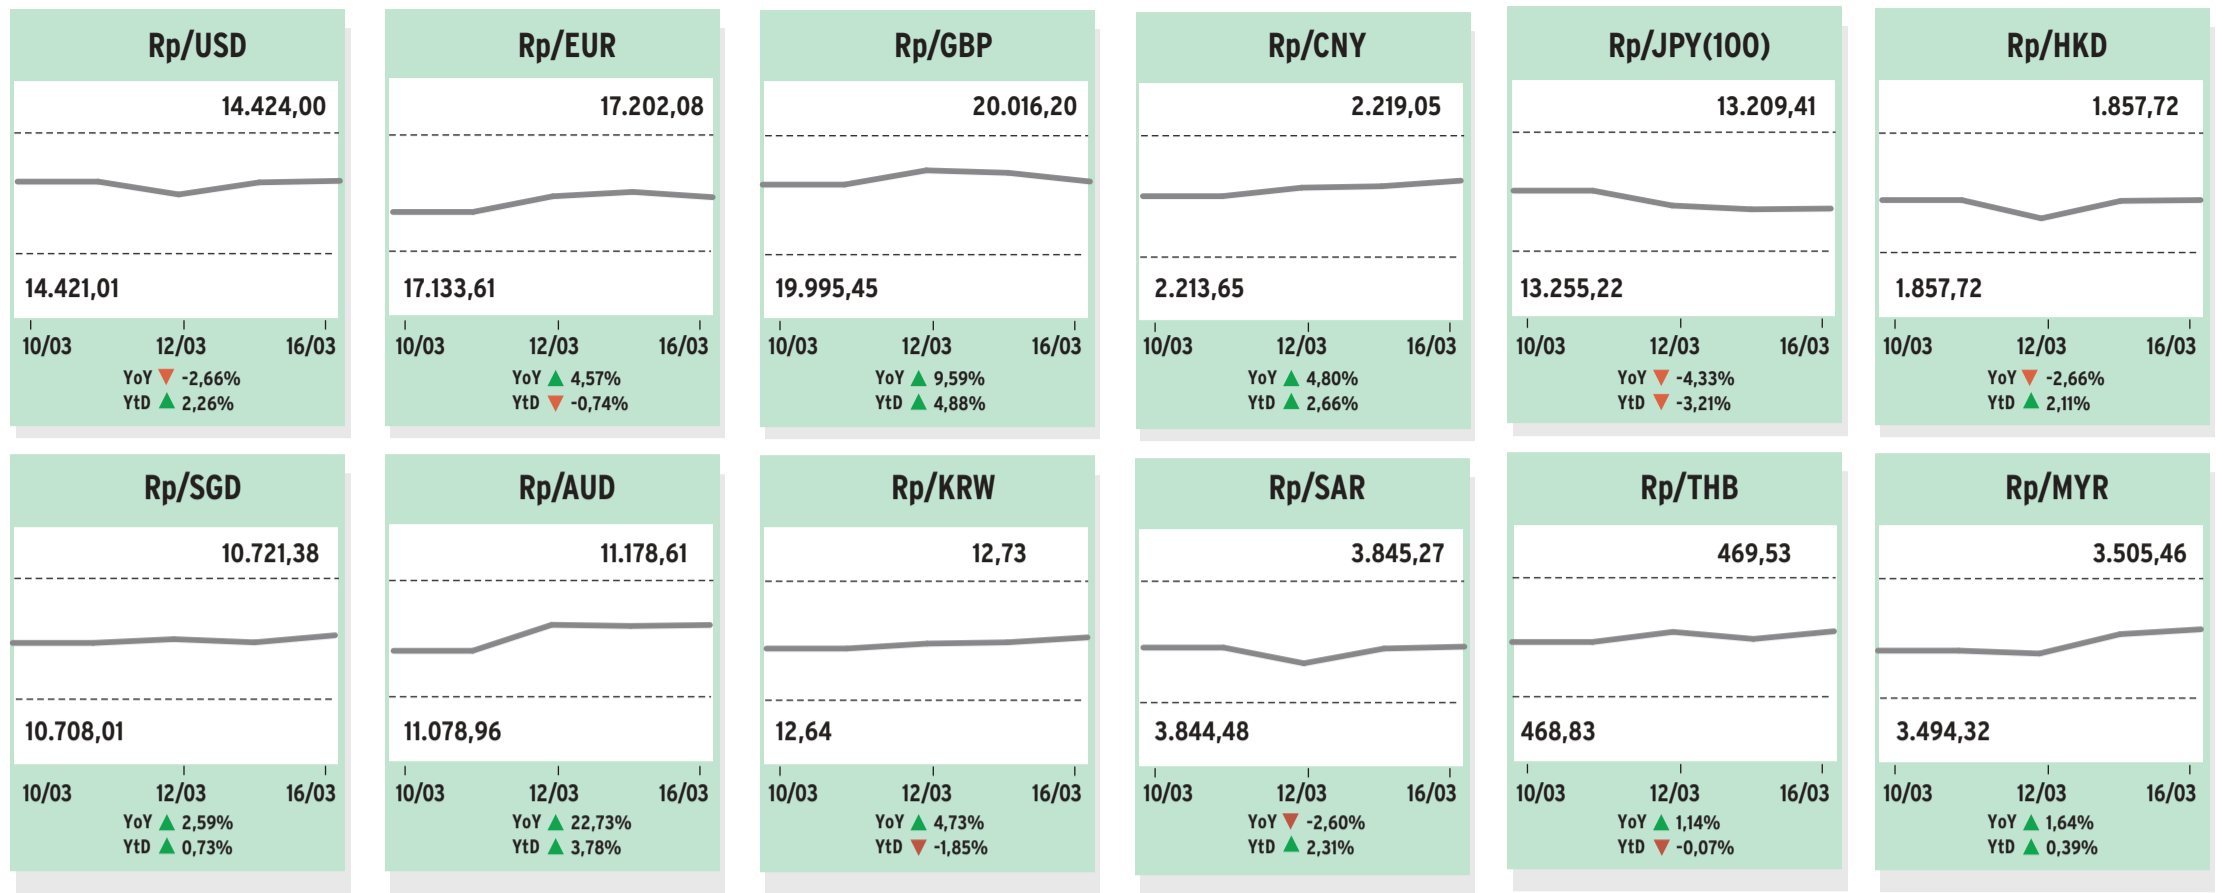 Rp/USD
14.424,00
14.421,01
10/03 12/03 16/03
YoY ▼ -2,66%
YtD ▲ 2,26%
Rp/EUR
17.202,08
17.133,61
10/03 12/03 16/03
YoY ▲ 4,57%
YtD ▼ -0,74%
Rp/GBP
20.016,20
19.995,45
10/03 12/03 16/03
YoY ▲ 9,59%
YtD ▲ 4,88%
Rp/CNY
2.219,05
2.213,65
10/03 12/03 16/03
YoY ▲ 4,80%
YtD ▲ 2,66%
Rp/JPY(100)
13.209,41
13.255,22
10/03 12/03 16/03
YoY ▼ -4,33%
YtD ▼ -3,21%
Rp/HKD
1.857,72
1.857,72
10/03 12/03 16/03
YoY ▼ -2,66%
YtD ▲ 2,11%
Rp/SGD
10.721,38
10.708,01
10/03 12/03 16/03
YoY ▲ 2,59%
YtD ▲ 0,73%
Rp/AUD
11.178,61
11.078,96
10/03 12/03 16/03
YoY ▲ 22,73%
YtD ▲ 3,78%
Rp/KRW
12,73
12,64
10/03 12/03 16/03
YoY ▲ 4,73%
YtD ▼ -1,85%
Rp/SAR
3.845,27
3.844,48
10/03 12/03 16/03
YoY ▼ -2,60%
YtD ▲ 2,31%
Rp/THB
469,53
468,83
10/03 12/03 16/03
YoY ▲ 1,14%
YtD ▼ -0,07%
Rp/MYR
3.505,46
3.494,32
10/03 12/03 16/03
YoY ▲ 1,64%
YtD ▲ 0,39%